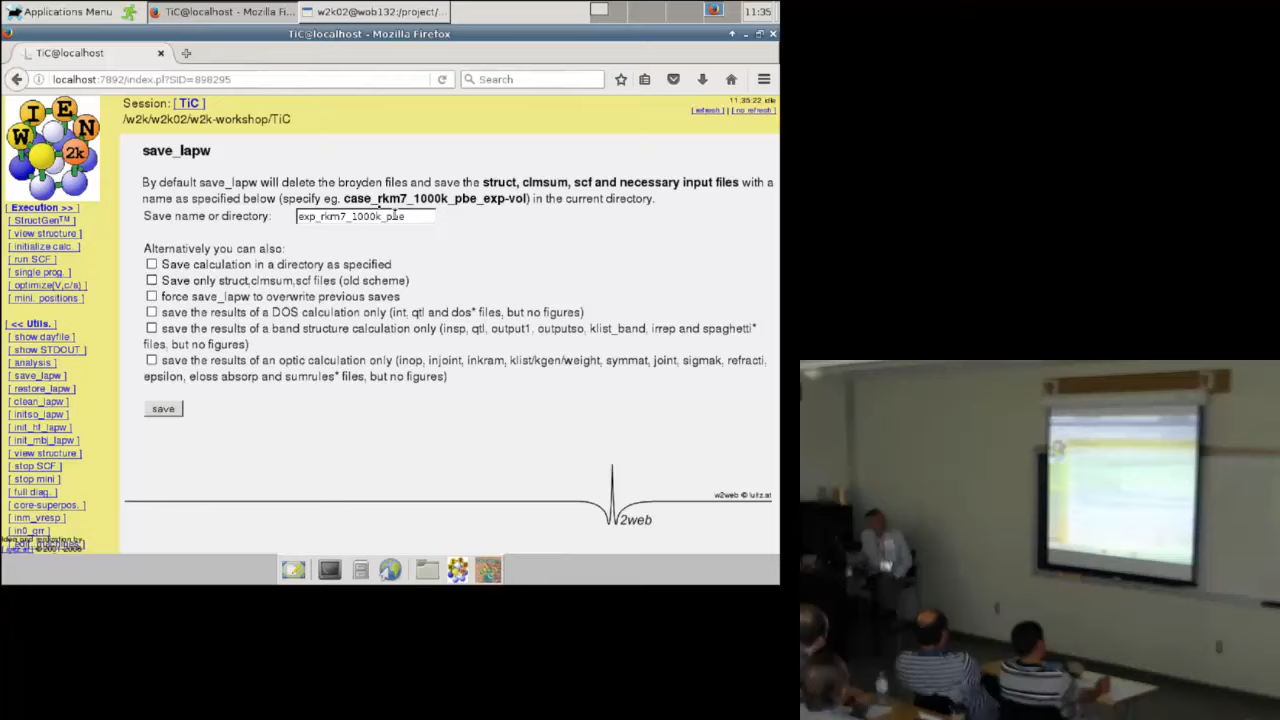 Applications Menu
TiC@localhost - Mozilla Fi...
w2k02@wob132:/project/...
11:35
TiC@localhost - Mozilla Firefox
TiC@localhost
localhost:7892/index.pl?SID=898295
Search
W I E N 2k
Session: [ TiC ]
/w2k/w2k02/w2k-workshop/TiC
11:35:22 idle
[ refresh ] | [ no refresh ]
[ Execution >> ]
[ StructGen™ ]
[ view structure ]
[ initialize calc. ]
[ run SCF ]
[ single prog. ]
[ optimize(V,c/a) ]
[ mini. positions ]
[ << Utils. ]
[ show dayfile ]
[ show STDOUT ]
[ analysis ]
[ save_lapw ]
[ restore_lapw ]
[ clean_lapw ]
[ initso_lapw ]
[ init_hf_lapw ]
[ init_mbj_lapw ]
[ view structure ]
[ stop SCF ]
[ stop mini ]
[ full diag. ]
[ core-superpos. ]
[ inm_vresp ]
[ in0_grr ]
save_lapw
By default save_lapw will delete the broyden files and save the struct, clmsum, scf and necessary input files with a
name as specified below (specify eg. case_rkm7_1000k_pbe_exp-vol) in the current directory.
Save name or directory: exp_rkm7_1000k_pbe
Alternatively you can also:
Save calculation in a directory as specified
Save only struct,clmsum,scf files (old scheme)
force save_lapw to overwrite previous saves
save the results of a DOS calculation only (int, qtl and dos* files, but no figures)
save the results of a band structure calculation only (insp, qtl, output1, outputso, klist_band, irrep and spaghetti*
files, but no figures)
save the results of an optic calculation only (inop, injoint, inkram, klist/kgen/weight, symmat, joint, sigmak, refracti,
epsilon, eloss absorp and sumrules* files, but no figures)
save
w2web © luitz.at
2web